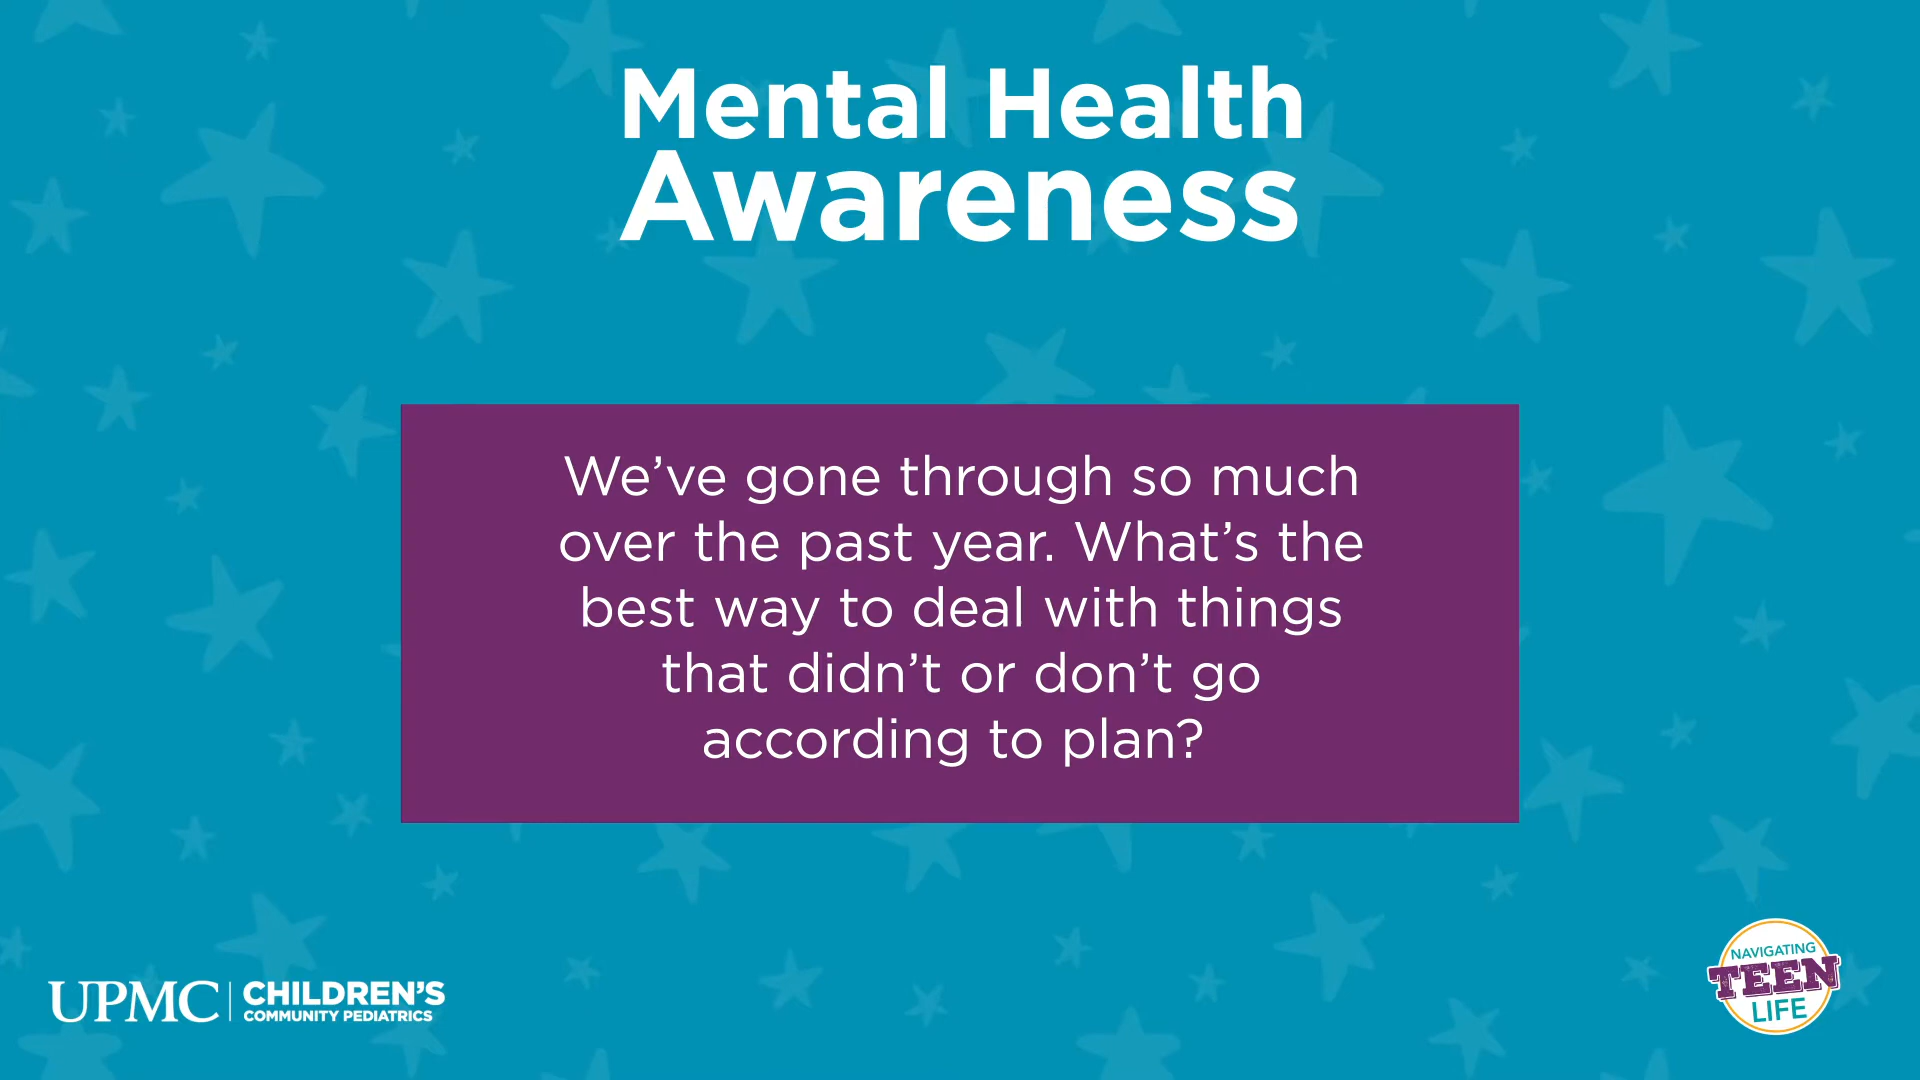 Mental Health
Awareness
We’ve gone through so much
over the past year. What’s the
best way to deal with things
that didn’t or don’t go
according to plan?
UPMC | CHILDREN’S
COMMUNITY PEDIATRICS
NAVIGATING
TEEN
LIFE